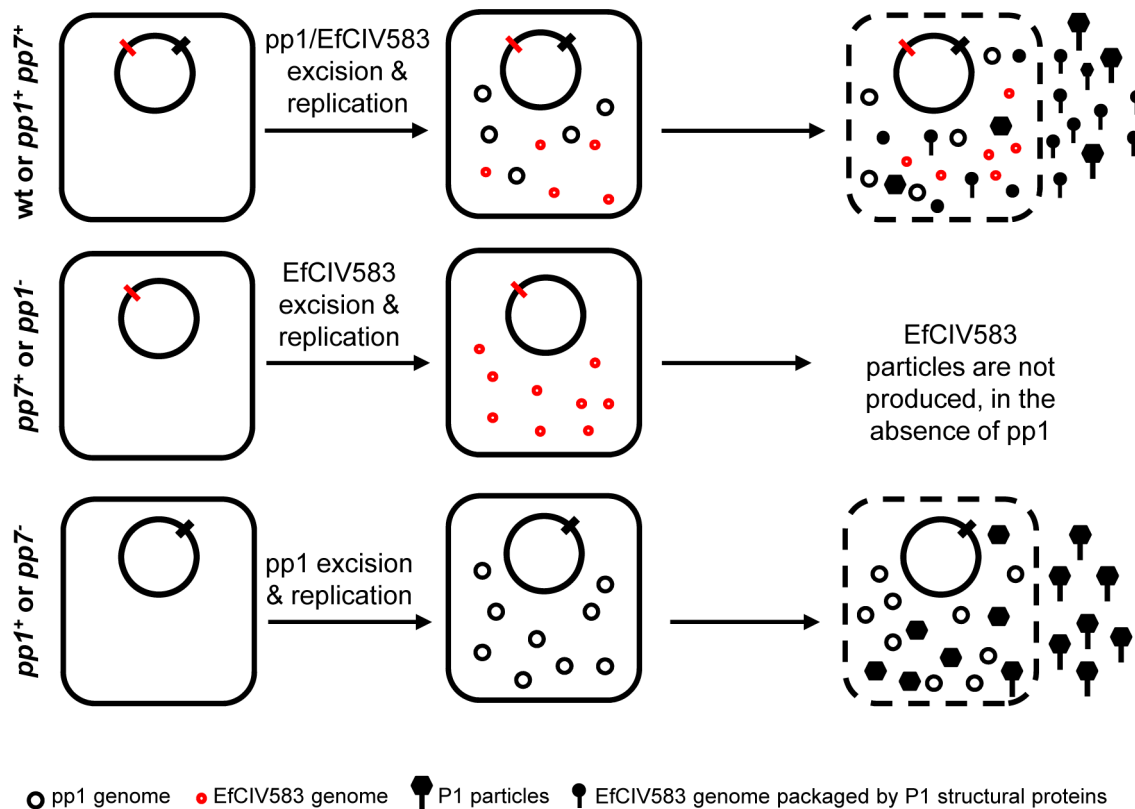 wt or pp1+ pp7+
pp1/EfCIV583
excision &
replication
pp7+ or pp1-
EfCIV583
excision &
replication
EfCIV583
particles are not
produced, in the
absence of pp1
pp1+ or pp7-
pp1 excision
& replication
pp1 genome
EfCIV583 genome
P1 particles
EfCIV583 genome packaged by P1 structural proteins